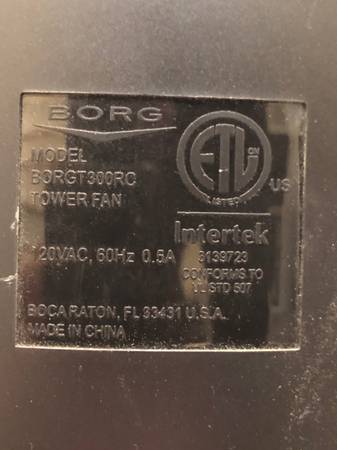 BORG
MODEL
BORGT300RC
TOWER FAN
120VAC, 60Hz 0.5A
BOCA RATON, FL 33431 U.S.A.
MADE IN CHINA
ETL
LISTED
US
Intertek
3139723
CONFORMS TO
UL STD 507